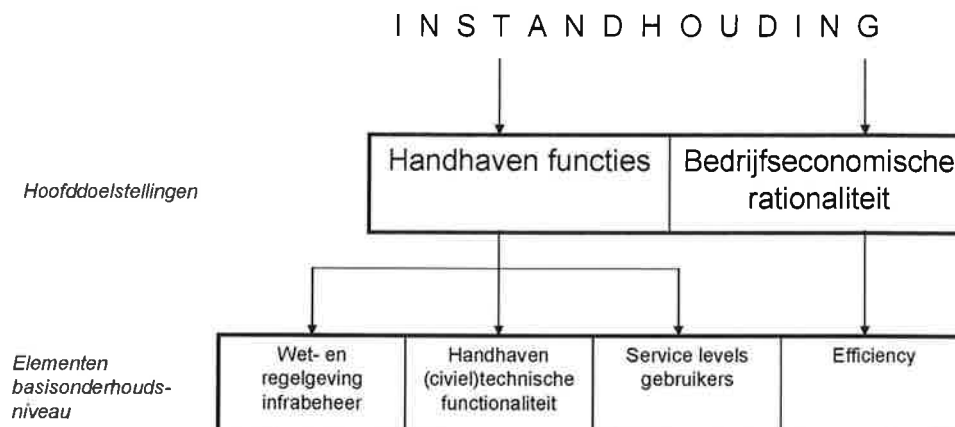 INSTANDHOUDING
Hoofddoelstellingen
Handhaven functies
Bedrijfseconomische
rationaliteit
Elementen
basisonderhouds-
niveau
Wet- en
regelgeving
infrabeheer
Handhaven
(civiel)technische
functionaliteit
Service levels
gebruikers
Efficiency